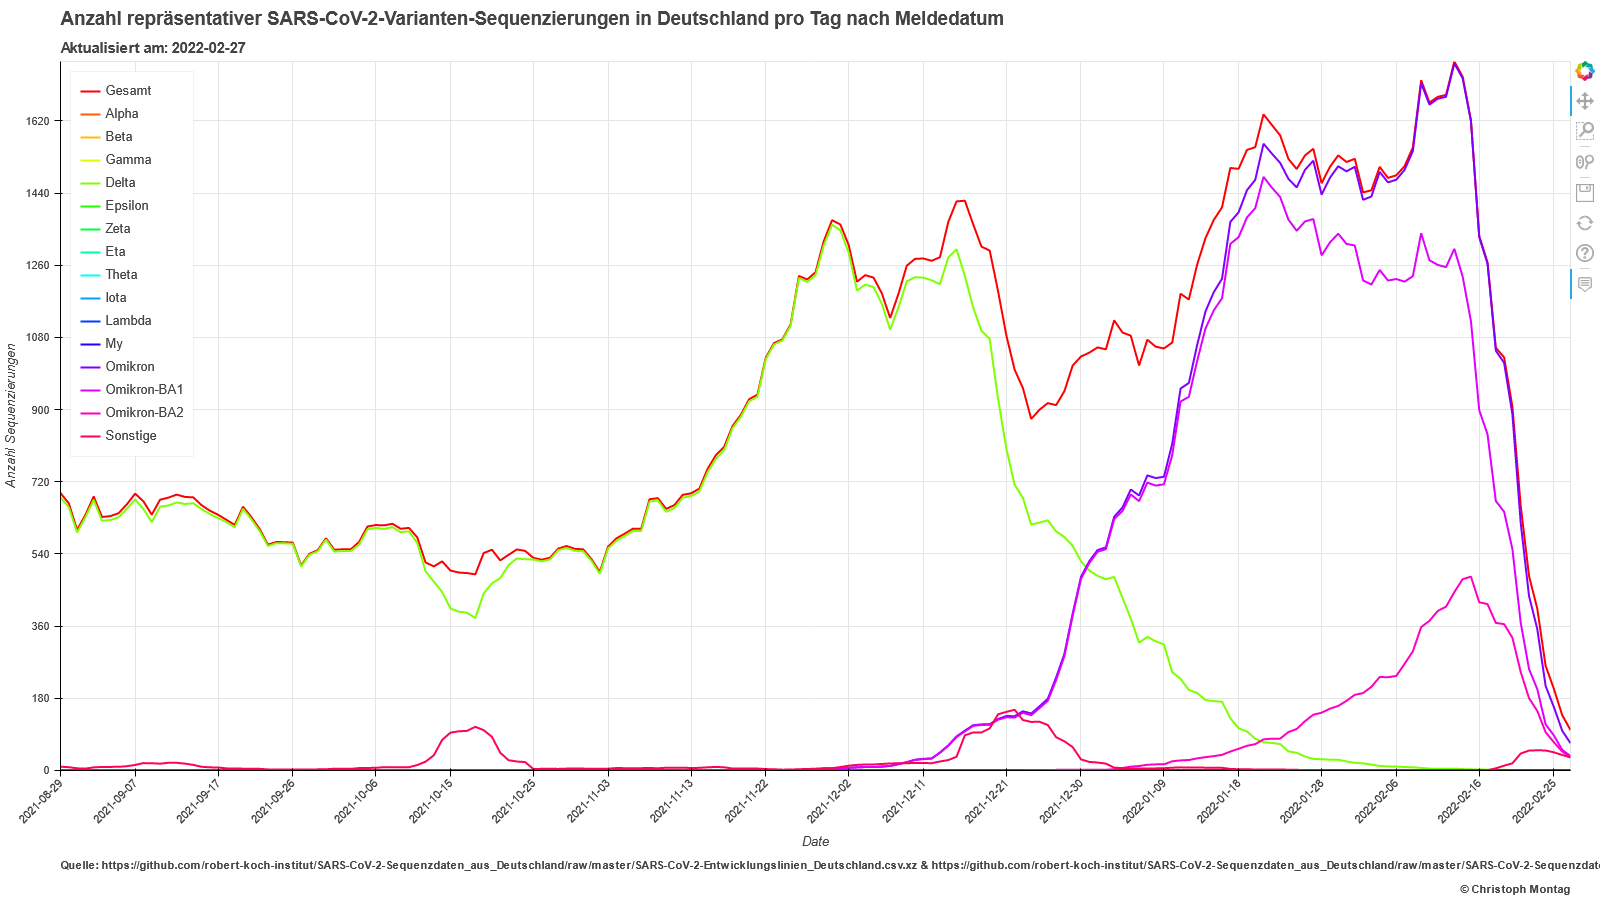 Anzahl repräsentativer SARS-CoV-2-Varianten-Sequenzierungen in Deutschland pro Tag nach Meldedatum
Aktualisiert am: 2022-02-27
Gesamt
Alpha
Beta
Gamma
Delta
Epsilon
Zeta
Eta
Theta
Iota
Lambda
My
Omikron
Omikron-BA1
Omikron-BA2
Sonstige
Anzahl Sequenzierungen
1620
1440
1260
1080
900
720
540
360
180
0
2021-08-29
2021-09-07
2021-09-17
2021-09-26
2021-10-06
2021-10-15
2021-10-25
2021-11-03
2021-11-13
2021-11-22
2021-12-02
2021-12-11
2021-12-21
2021-12-30
2022-01-09
2022-01-18
2022-01-28
2022-02-06
2022-02-16
2022-02-25
Date
Quelle: https://github.com/robert-koch-institut/SARS-CoV-2-Sequenzdaten_aus_Deutschland/raw/master/SARS-CoV-2-Entwicklungslinien_Deutschland.csv.xz & https://github.com/robert-koch-institut/SARS-CoV-2-Sequenzdaten_aus_Deutschland/raw/master/SARS-CoV-2-Sequenzdate
© Christoph Montag